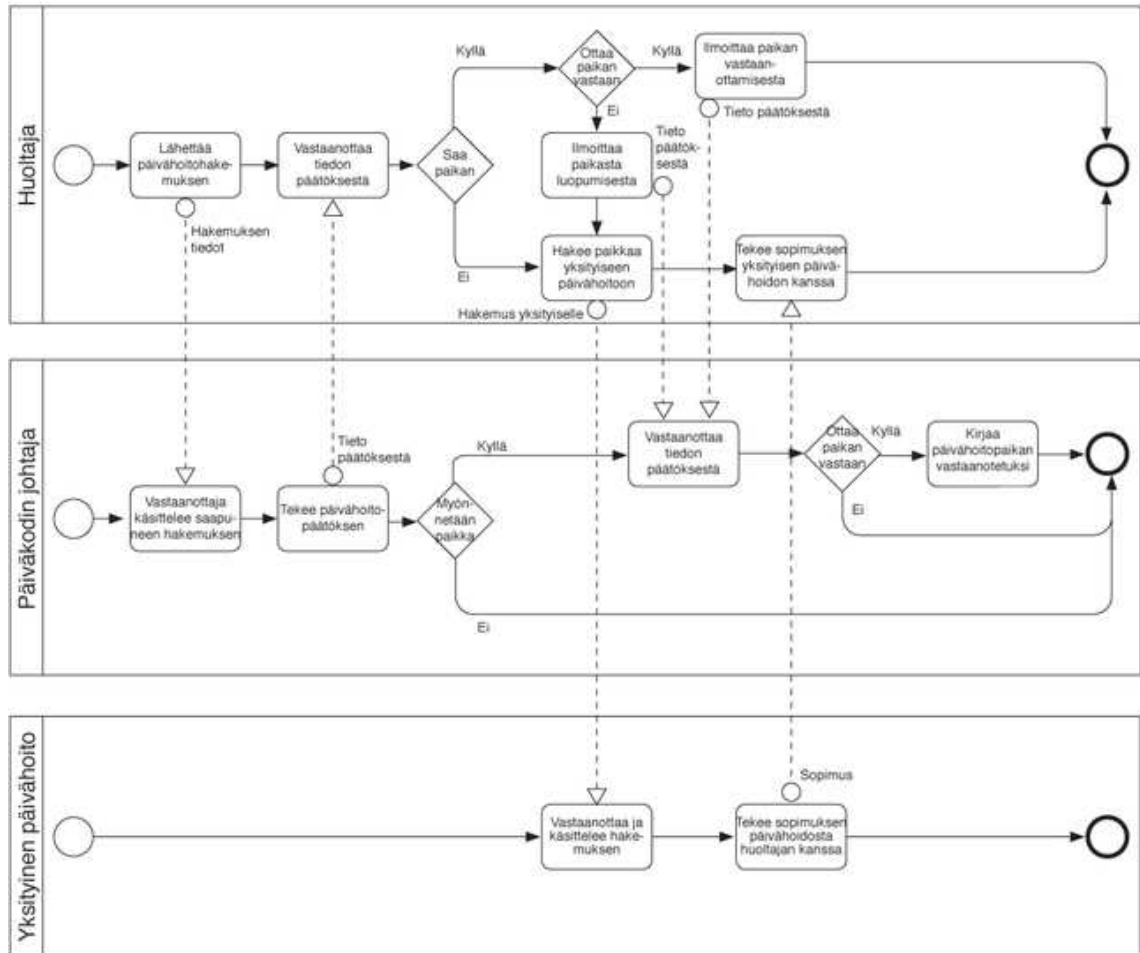 Huoltaja
Lähettää
päivähoitohake-
muksen
Hakemuksen
tiedot
Vastaanottaa
tiedon
päätöksestä
Saa
paikan
Kyllä
Ei
Ottaa
paikan
vastaan
Kyllä
Ei
Ilmoittaa paikan
vastaan-
ottamisesta
Tieto päätöksestä
Ilmoittaa
paikasta
luopumisesta
Tieto
päätök-
sestä
Hakee paikkaa
yksityiseen
päivähoitoon
Hakemus yksityiselle
Tekee sopimuksen
yksityisen päivä-
hoidon kanssa
Päiväkodin johtaja
Vastaanottaja
käsittelee saapu-
neen hakemuksen
Tieto
päätöksestä
Tekee päivähoito-
päätöksen
Myön-
netään
paikka
Kyllä
Ei
Vastaanottaa
tiedon
päätöksestä
Ottaa
paikan
vastaan
Kyllä
Ei
Kirjaa
päivähoitopaikan
vastaanotetuksi
Yksityinen päivähoito
Vastaanottaa ja
käsittelee hake-
muksen
Sopimus
Tekee sopimuksen
päivähoidosta
huoltajan kanssa